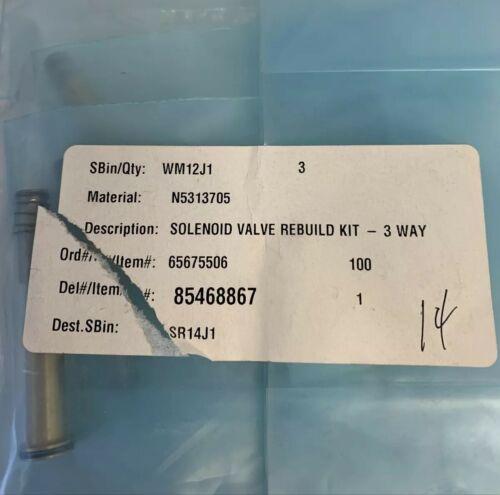 SBin/Qty: WM12J1 3
Material: N5313705
Description: SOLENOID VALVE REBUILD KIT - 3 WAY
Ord#/ /Item#: 65675506 100
Del#/Item #: 85468867 1
Dest.SBin: SR14J1
14